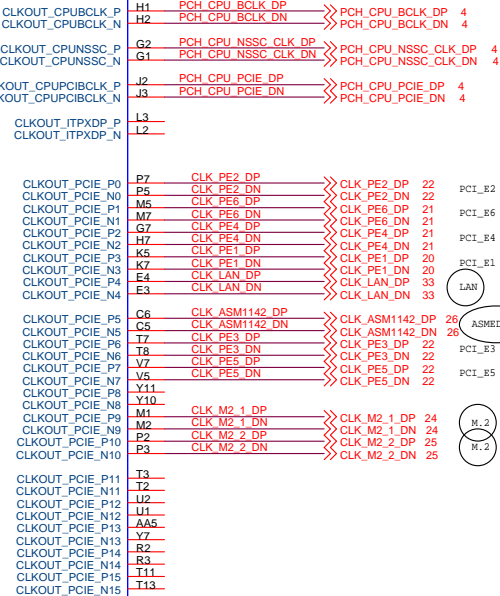 CLKOUT_CPUBCLK_P H1 PCH_CPU_BCLK_DP PCH_CPU_BCLK_DP 4
CLKOUT_CPUBCLK_N H2 PCH_CPU_BCLK_DN PCH_CPU_BCLK_DN 4
CLKOUT_CPUNSSC_P G2 PCH_CPU_NSSC_CLK_DP PCH_CPU_NSSC_CLK_DP 4
CLKOUT_CPUNSSC_N G1 PCH_CPU_NSSC_CLK_DN PCH_CPU_NSSC_CLK_DN 4
KOUT_CPUPCIBCLK_P J2 PCH_CPU_PCIE_DP PCH_CPU_PCIE_DP 4
KOUT_CPUPCIBCLK_N J3 PCH_CPU_PCIE_DN PCH_CPU_PCIE_DN 4
CLKOUT_ITPXDP_P L3
CLKOUT_ITPXDP_N L2
CLKOUT_PCIE_P0 P7 CLK_PE2_DP CLK_PE2_DP 22 PCI_E2
CLKOUT_PCIE_N0 P5 CLK_PE2_DN CLK_PE2_DN 22
CLKOUT_PCIE_P1 M5 CLK_PE6_DP CLK_PE6_DP 21 PCI_E6
CLKOUT_PCIE_N1 M7 CLK_PE6_DN CLK_PE6_DN 21
CLKOUT_PCIE_P2 G7 CLK_PE4_DP CLK_PE4_DP 21 PCI_E4
CLKOUT_PCIE_N2 H7 CLK_PE4_DN CLK_PE4_DN 21
CLKOUT_PCIE_P3 K5 CLK_PE1_DP CLK_PE1_DP 20 PCI_E1
CLKOUT_PCIE_N3 K7 CLK_PE1_DN CLK_PE1_DN 20
CLKOUT_PCIE_P4 E4 CLK_LAN_DP CLK_LAN_DP 33 LAN
CLKOUT_PCIE_N4 E3 CLK_LAN_DN CLK_LAN_DN 33
CLKOUT_PCIE_P5 C6 CLK_ASM1142_DP CLK_ASM1142_DP 26 ASMED
CLKOUT_PCIE_N5 C5 CLK_ASM1142_DN CLK_ASM1142_DN 26
CLKOUT_PCIE_P6 T7 CLK_PE3_DP CLK_PE3_DP 22 PCI_E3
CLKOUT_PCIE_N6 T8 CLK_PE3_DN CLK_PE3_DN 22
CLKOUT_PCIE_P7 V7 CLK_PE5_DP CLK_PE5_DP 22 PCI_E5
CLKOUT_PCIE_N7 V5 CLK_PE5_DN CLK_PE5_DN 22
CLKOUT_PCIE_P8 Y11
CLKOUT_PCIE_N8 Y10
CLKOUT_PCIE_P9 M1 CLK_M2_1_DP CLK_M2_1_DP 24 M.2
CLKOUT_PCIE_N9 M2 CLK_M2_1_DN CLK_M2_1_DN 24
CLKOUT_PCIE_P10 P2 CLK_M2_2_DP CLK_M2_2_DP 25 M.2
CLKOUT_PCIE_N10 P3 CLK_M2_2_DN CLK_M2_2_DN 25
CLKOUT_PCIE_P11 T3
CLKOUT_PCIE_N11 T2
CLKOUT_PCIE_P12 U2
CLKOUT_PCIE_N12 U1
CLKOUT_PCIE_P13 AA5
CLKOUT_PCIE_N13 Y7
CLKOUT_PCIE_P14 R2
CLKOUT_PCIE_N14 R3
CLKOUT_PCIE_P15 T11
CLKOUT_PCIE_N15 T13